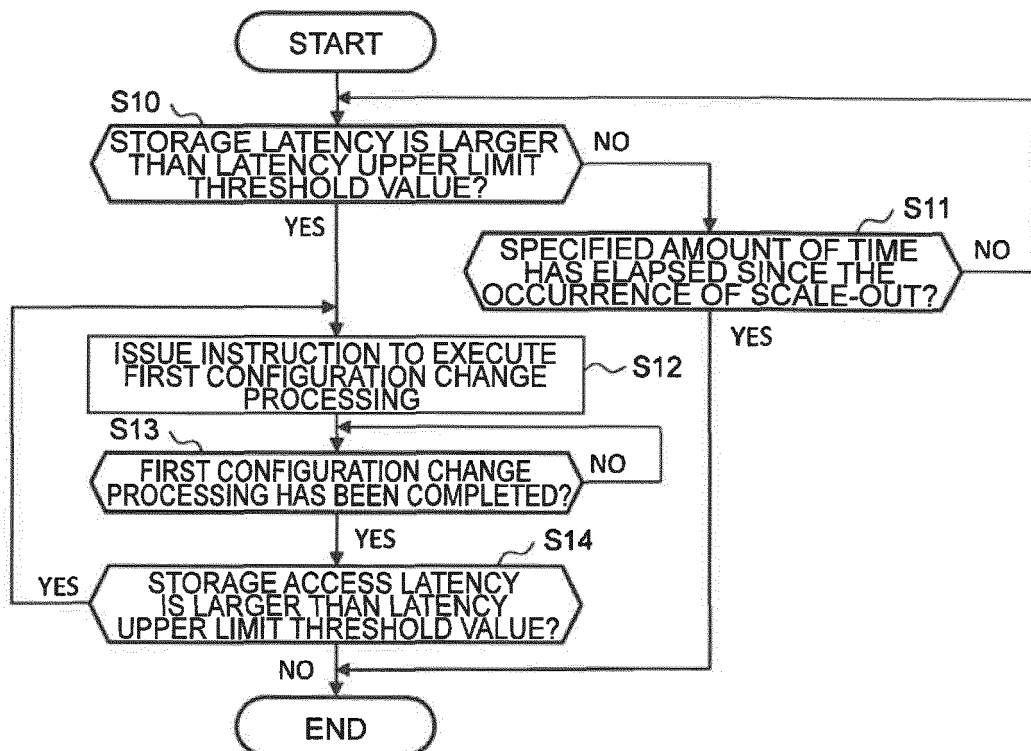 START
S10
STORAGE LATENCY IS LARGER
THAN LATENCY UPPER LIMIT
THRESHOLD VALUE?
NO
YES
S11
SPECIFIED AMOUNT OF TIME
HAS ELAPSED SINCE THE
OCCURRENCE OF SCALE-OUT?
NO
YES
ISSUE INSTRUCTION TO EXECUTE
FIRST CONFIGURATION CHANGE
PROCESSING
S12
S13
FIRST CONFIGURATION CHANGE
PROCESSING HAS BEEN COMPLETED?
NO
YES
S14
STORAGE ACCESS LATENCY
IS LARGER THAN LATENCY
UPPER LIMIT THRESHOLD VALUE?
YES
NO
END